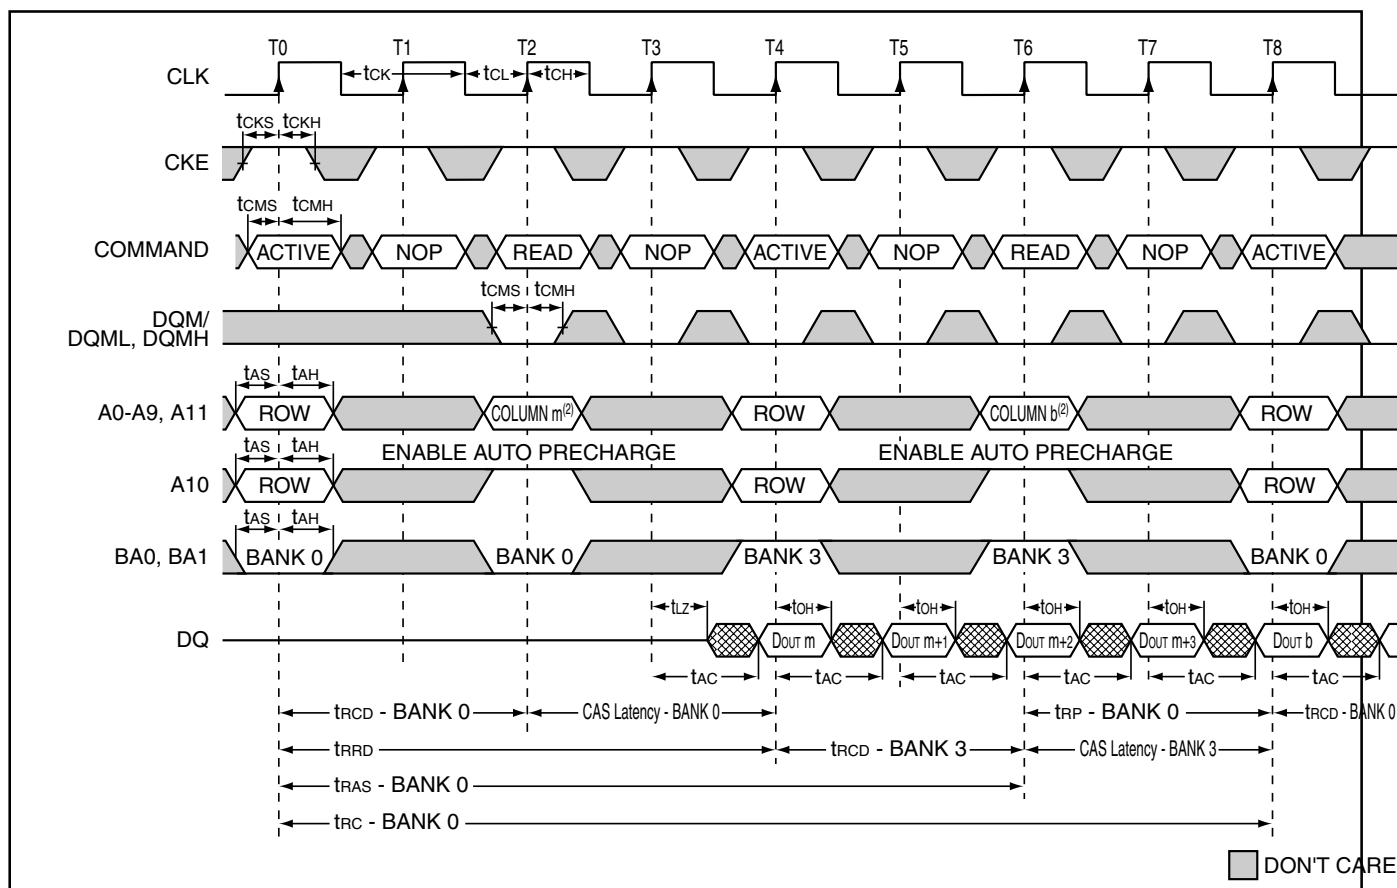 T0 T1 T2 T3 T4 T5 T6 T7 T8
CLK tCK tCL tCH
tCKS tCKH
CKE
tCMS tCMH
COMMAND ACTIVE NOP READ NOP ACTIVE NOP READ NOP ACTIVE
tCMS tCMH
DQM/
DQML, DQMH
tAS tAH
A0-A9, A11 ROW COLUMN m(2) ROW COLUMN b(2) ROW
tAS tAH ENABLE AUTO PRECHARGE ENABLE AUTO PRECHARGE
A10 ROW ROW ROW
tAS tAH
BA0, BA1 BANK 0 BANK 0 BANK 3 BANK 3 BANK 0
tLZ tOH tOH tOH tOH tOH
DQ DOUT m DOUT m+1 DOUT m+2 DOUT m+3 DOUT b
tAC tAC tAC tAC tAC tAC
tRCD - BANK 0 CAS Latency - BANK 0 tRP - BANK 0 tRCD - BANK 0
tRRD tRCD - BANK 3 CAS Latency - BANK 3
tRAS - BANK 0
tRC - BANK 0
DON'T CARE